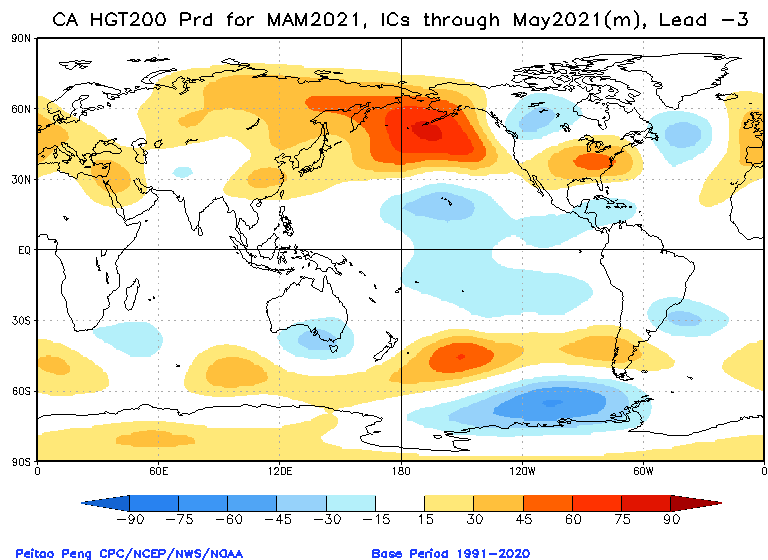 CA HGT200 Prd for MAM2021, ICs through May2021(m), Lead -3
90N
60N
30N
EQ
30S
60S
90S
0 60E 120E 180 120W 60W 0
-90 -75 -60 -45 -30 -15 15 30 45 60 75 90
Peitao Peng CPC/NCEP/NWS/NOAA Base Period 1991-2020